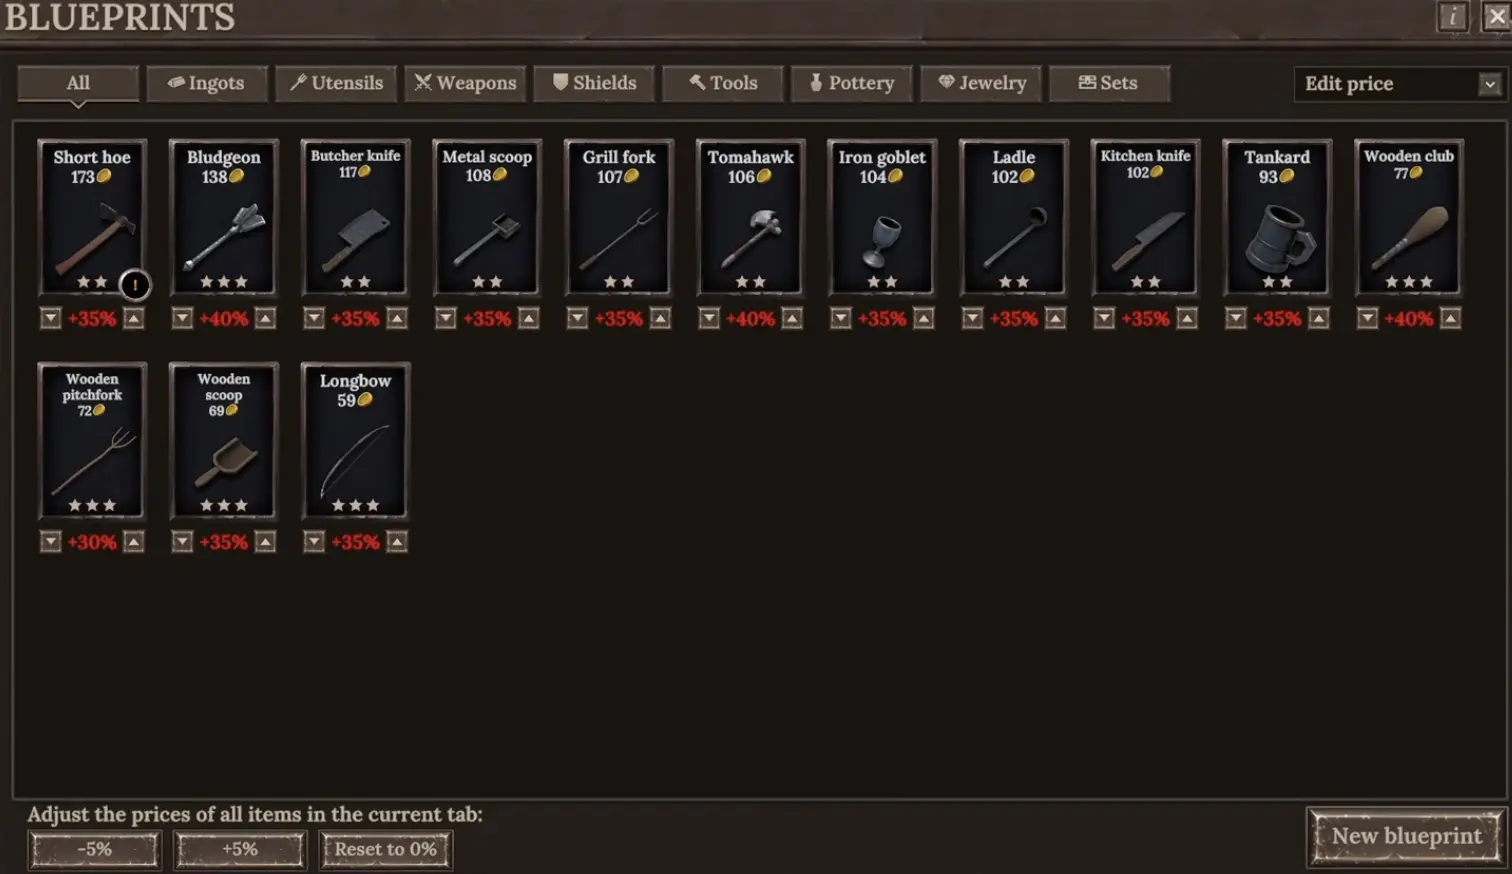 BLUEPRINTS
i
All
Ingots
Utensils
Weapons
Shields
Tools
Pottery
Jewelry
Sets
Edit price
Short hoe
173
!
+35%
Bludgeon
138
+40%
Butcher knife
117
+35%
Metal scoop
108
+35%
Grill fork
107
+35%
Tomahawk
106
+40%
Iron goblet
104
+35%
Ladle
102
+35%
Kitchen knife
102
+35%
Tankard
93
+35%
Wooden club
77
+40%
Wooden
pitchfork
72
+30%
Wooden
scoop
69
+35%
Longbow
59
+35%
Adjust the prices of all items in the current tab:
-5%
+5%
Reset to 0%
New blueprint